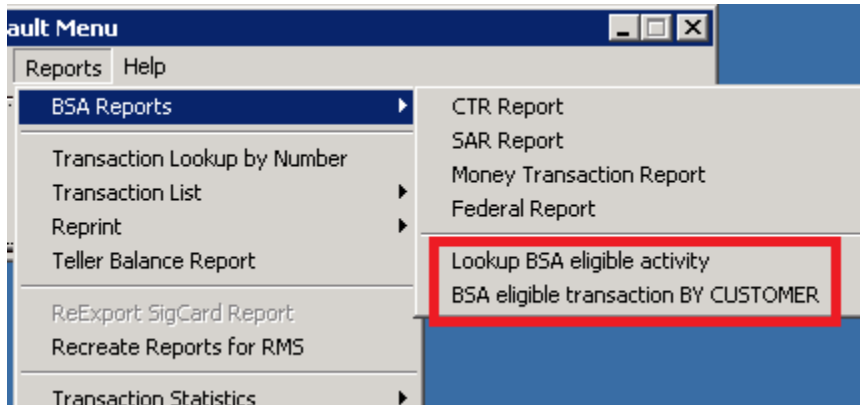 ault Menu
Reports Help
BSA Reports
CTR Report
SAR Report
Money Transaction Report
Federal Report
Lookup BSA eligible activity
BSA eligible transaction BY CUSTOMER
Transaction Lookup by Number
Transaction List
Reprint
Teller Balance Report
ReExport SigCard Report
Recreate Reports for RMS
Transaction Statistics